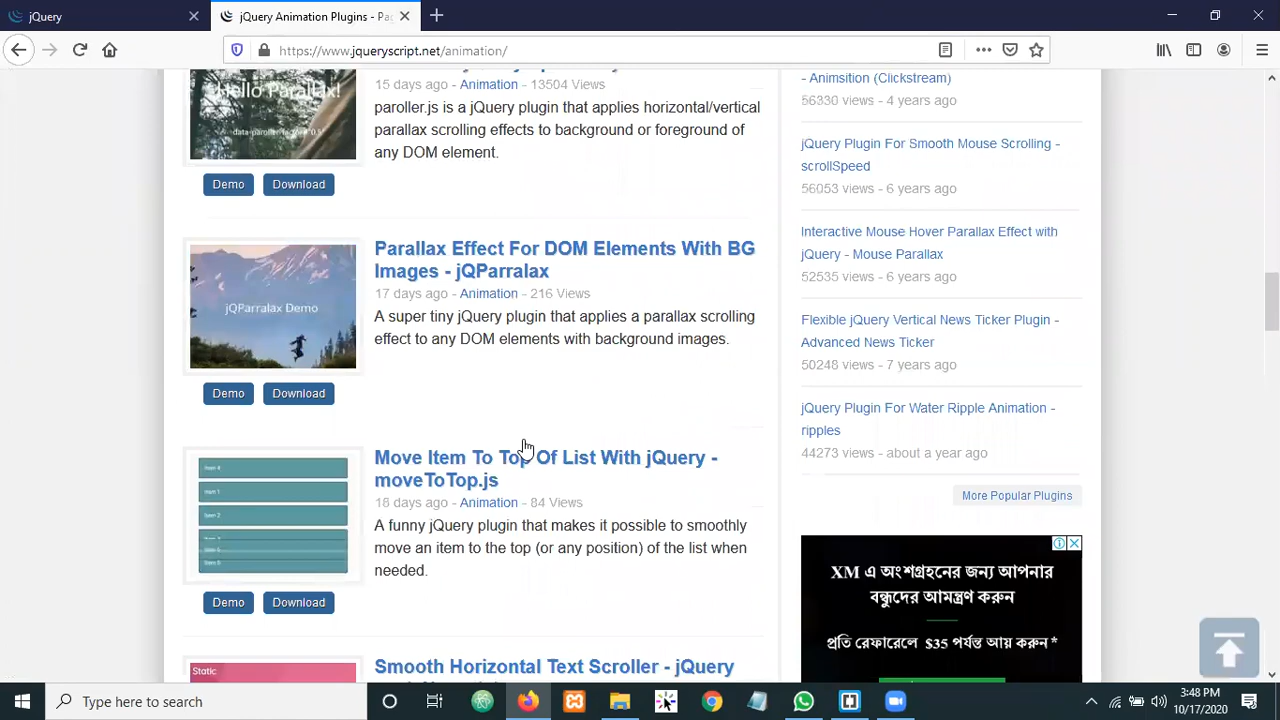 jQuery
jQuery Animation Plugins - Pa
https://www.jqueryscript.net/animation/
Hello Parallax!
data-paroller-factor="0.5"
15 days ago - Animation - 13504 Views
paroller.js is a jQuery plugin that applies horizontal/vertical
parallax scrolling effects to background or foreground of
any DOM element.
Demo
Download
jQParralax Demo
Parallax Effect For DOM Elements With BG
Images - jQParralax
17 days ago - Animation - 216 Views
A super tiny jQuery plugin that applies a parallax scrolling
effect to any DOM elements with background images.
Demo
Download
Item 4
Item 1
Item 2
Move Item To Top Of List With jQuery -
moveToTop.js
18 days ago - Animation - 84 Views
A funny jQuery plugin that makes it possible to smoothly
move an item to the top (or any position) of the list when
needed.
Demo
Download
Static
Smooth Horizontal Text Scroller - jQuery
- Animsition (Clickstream)
56330 views - 4 years ago
jQuery Plugin For Smooth Mouse Scrolling -
scrollSpeed
56053 views - 6 years ago
Interactive Mouse Hover Parallax Effect with
jQuery - Mouse Parallax
52535 views - 6 years ago
Flexible jQuery Vertical News Ticker Plugin -
Advanced News Ticker
50248 views - 7 years ago
jQuery Plugin For Water Ripple Animation -
ripples
44273 views - about a year ago
More Popular Plugins
XM এ অংশগ্রহনের জন্য আপনার
বন্ধুদের আমন্ত্রণ করুন
প্রতি রেফারেলে $35 পর্যন্ত আয় করুন *
Type here to search
3:48 PM
10/17/2020